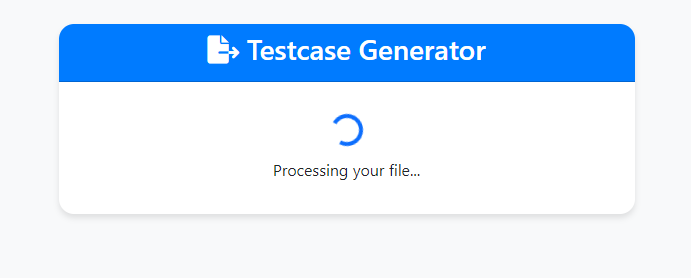 Testcase Generator
Processing your file...